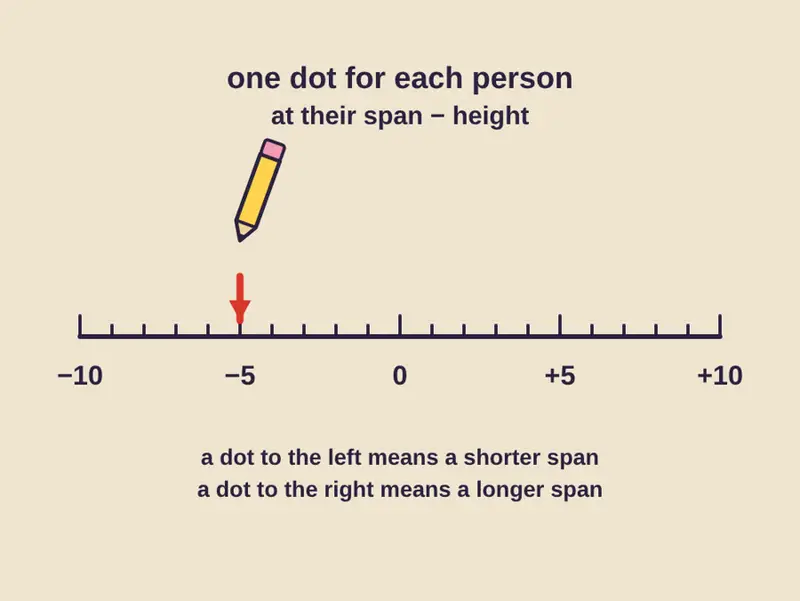 one dot for each person
at their span − height
−10 −5 0 +5 +10
a dot to the left means a shorter span
a dot to the right means a longer span